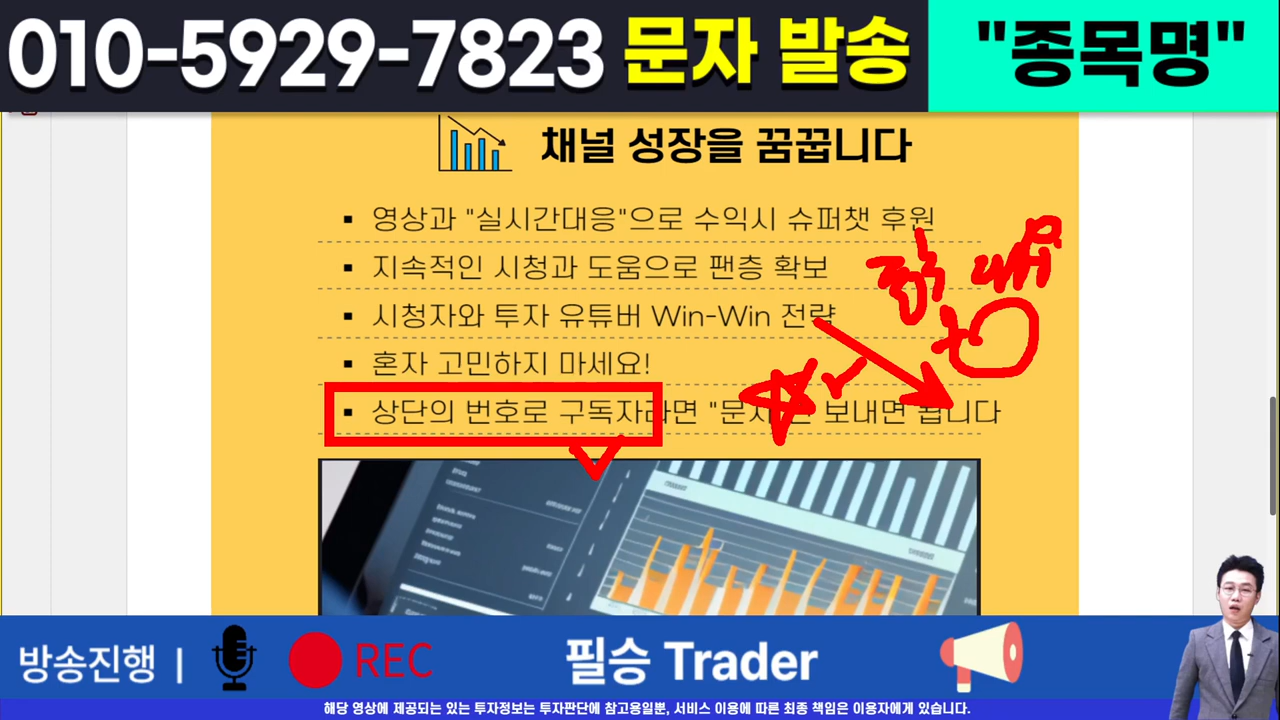 010-5929-7823 문자 발송 "종목명"
채널 성장을 꿈꿉니다
▪ 영상과 "실시간대응"으로 수익시 슈퍼챗 후원
▪ 지속적인 시청과 도움으로 팬층 확보
▪ 시청자와 투자 유튜버 Win-Win 전략
▪ 혼자 고민하지 마세요!
▪ 상단의 번호로 구독자라면 "문자" 보내면 됩니다
방송진행 | REC 필승 Trader
해당 영상에 제공되는 있는 투자정보는 투자판단에 참고용일뿐, 서비스 이용에 따른 최종 책임은 이용자에게 있습니다.